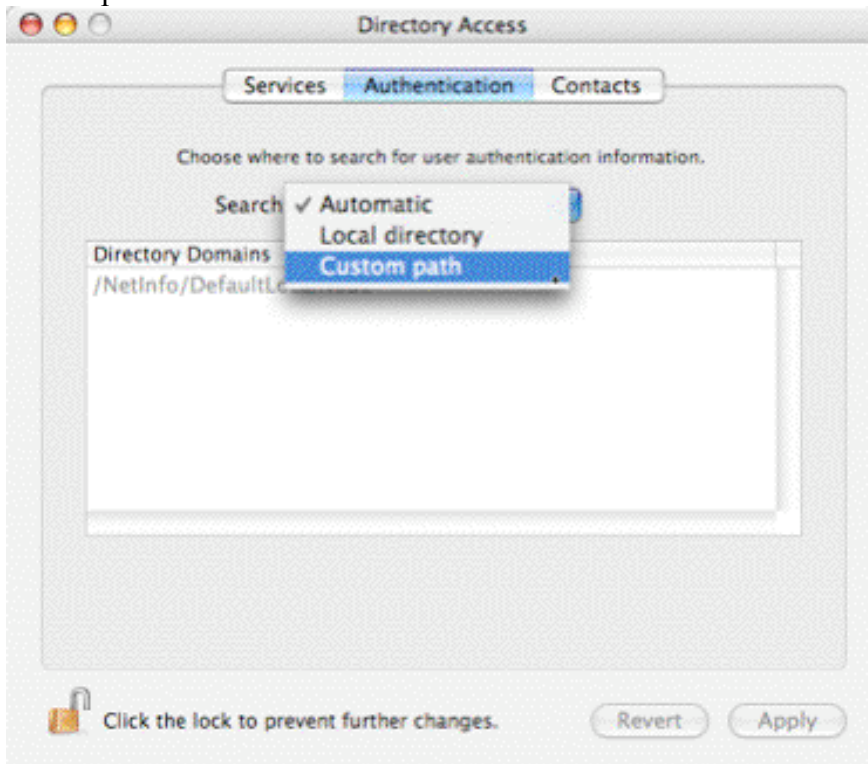 Directory Access
Services Authentication Contacts
Choose where to search for user authentication information.
Search ✓ Automatic
Local directory
Custom path
Directory Domains
/NetInfo/DefaultL
Click the lock to prevent further changes.
Revert Apply